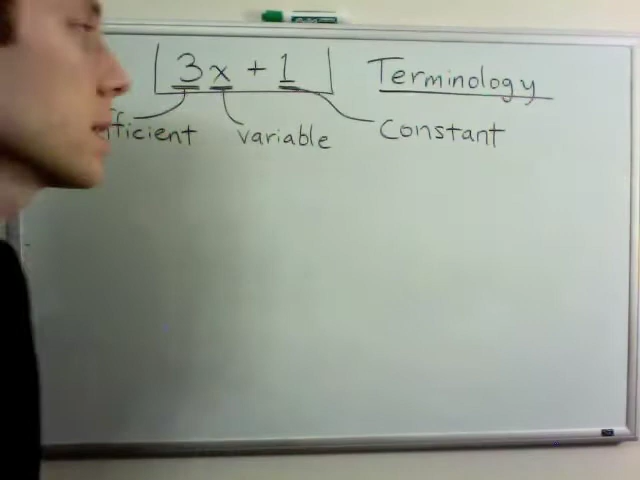 3x + 1 Terminology
fficient variable Constant